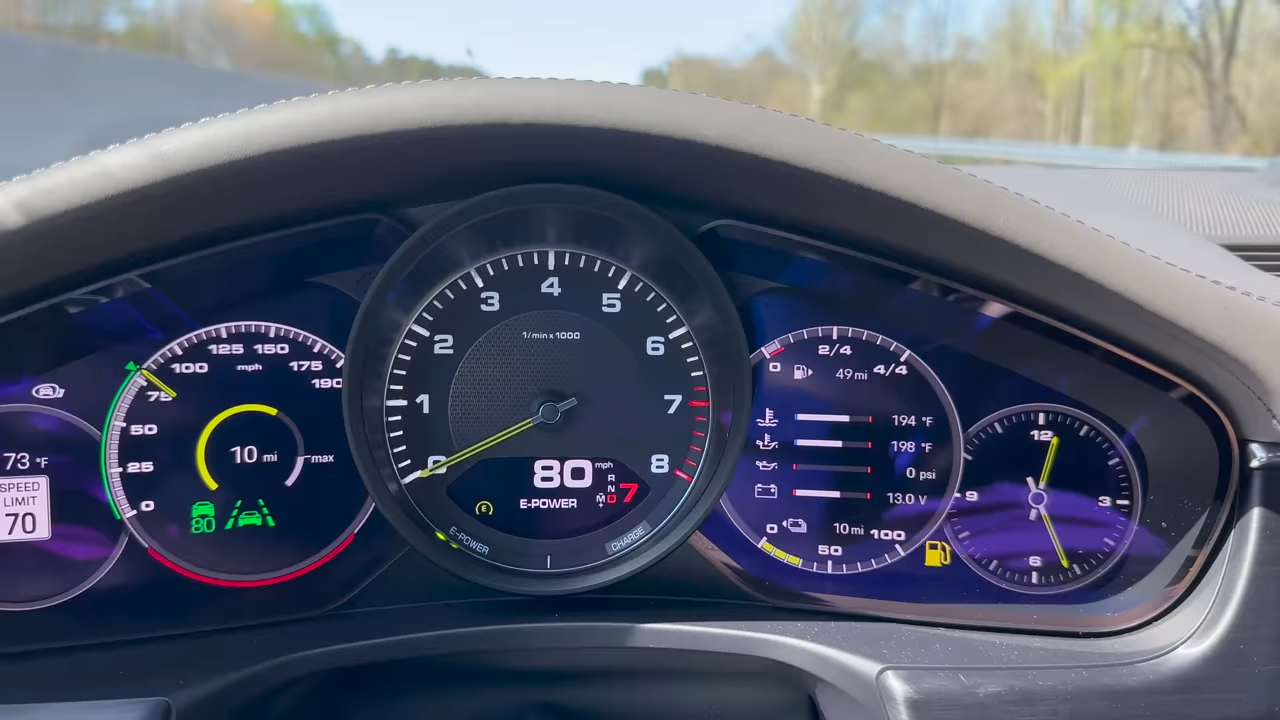 73 °F
SPEED
LIMIT
70
0
25
50
75
100
125
150
175
190
mph
10 mi
max
80
0
1
2
3
4
5
6
7
8
1/min x 1000
80 mph
E-POWER
R
N
D
M
+
7
E
E-POWER
CHARGE
0
2/4
4/4
49 mi
194 °F
198 °F
0 psi
13.0 V
10 mi
0
50
100
12
3
6
9